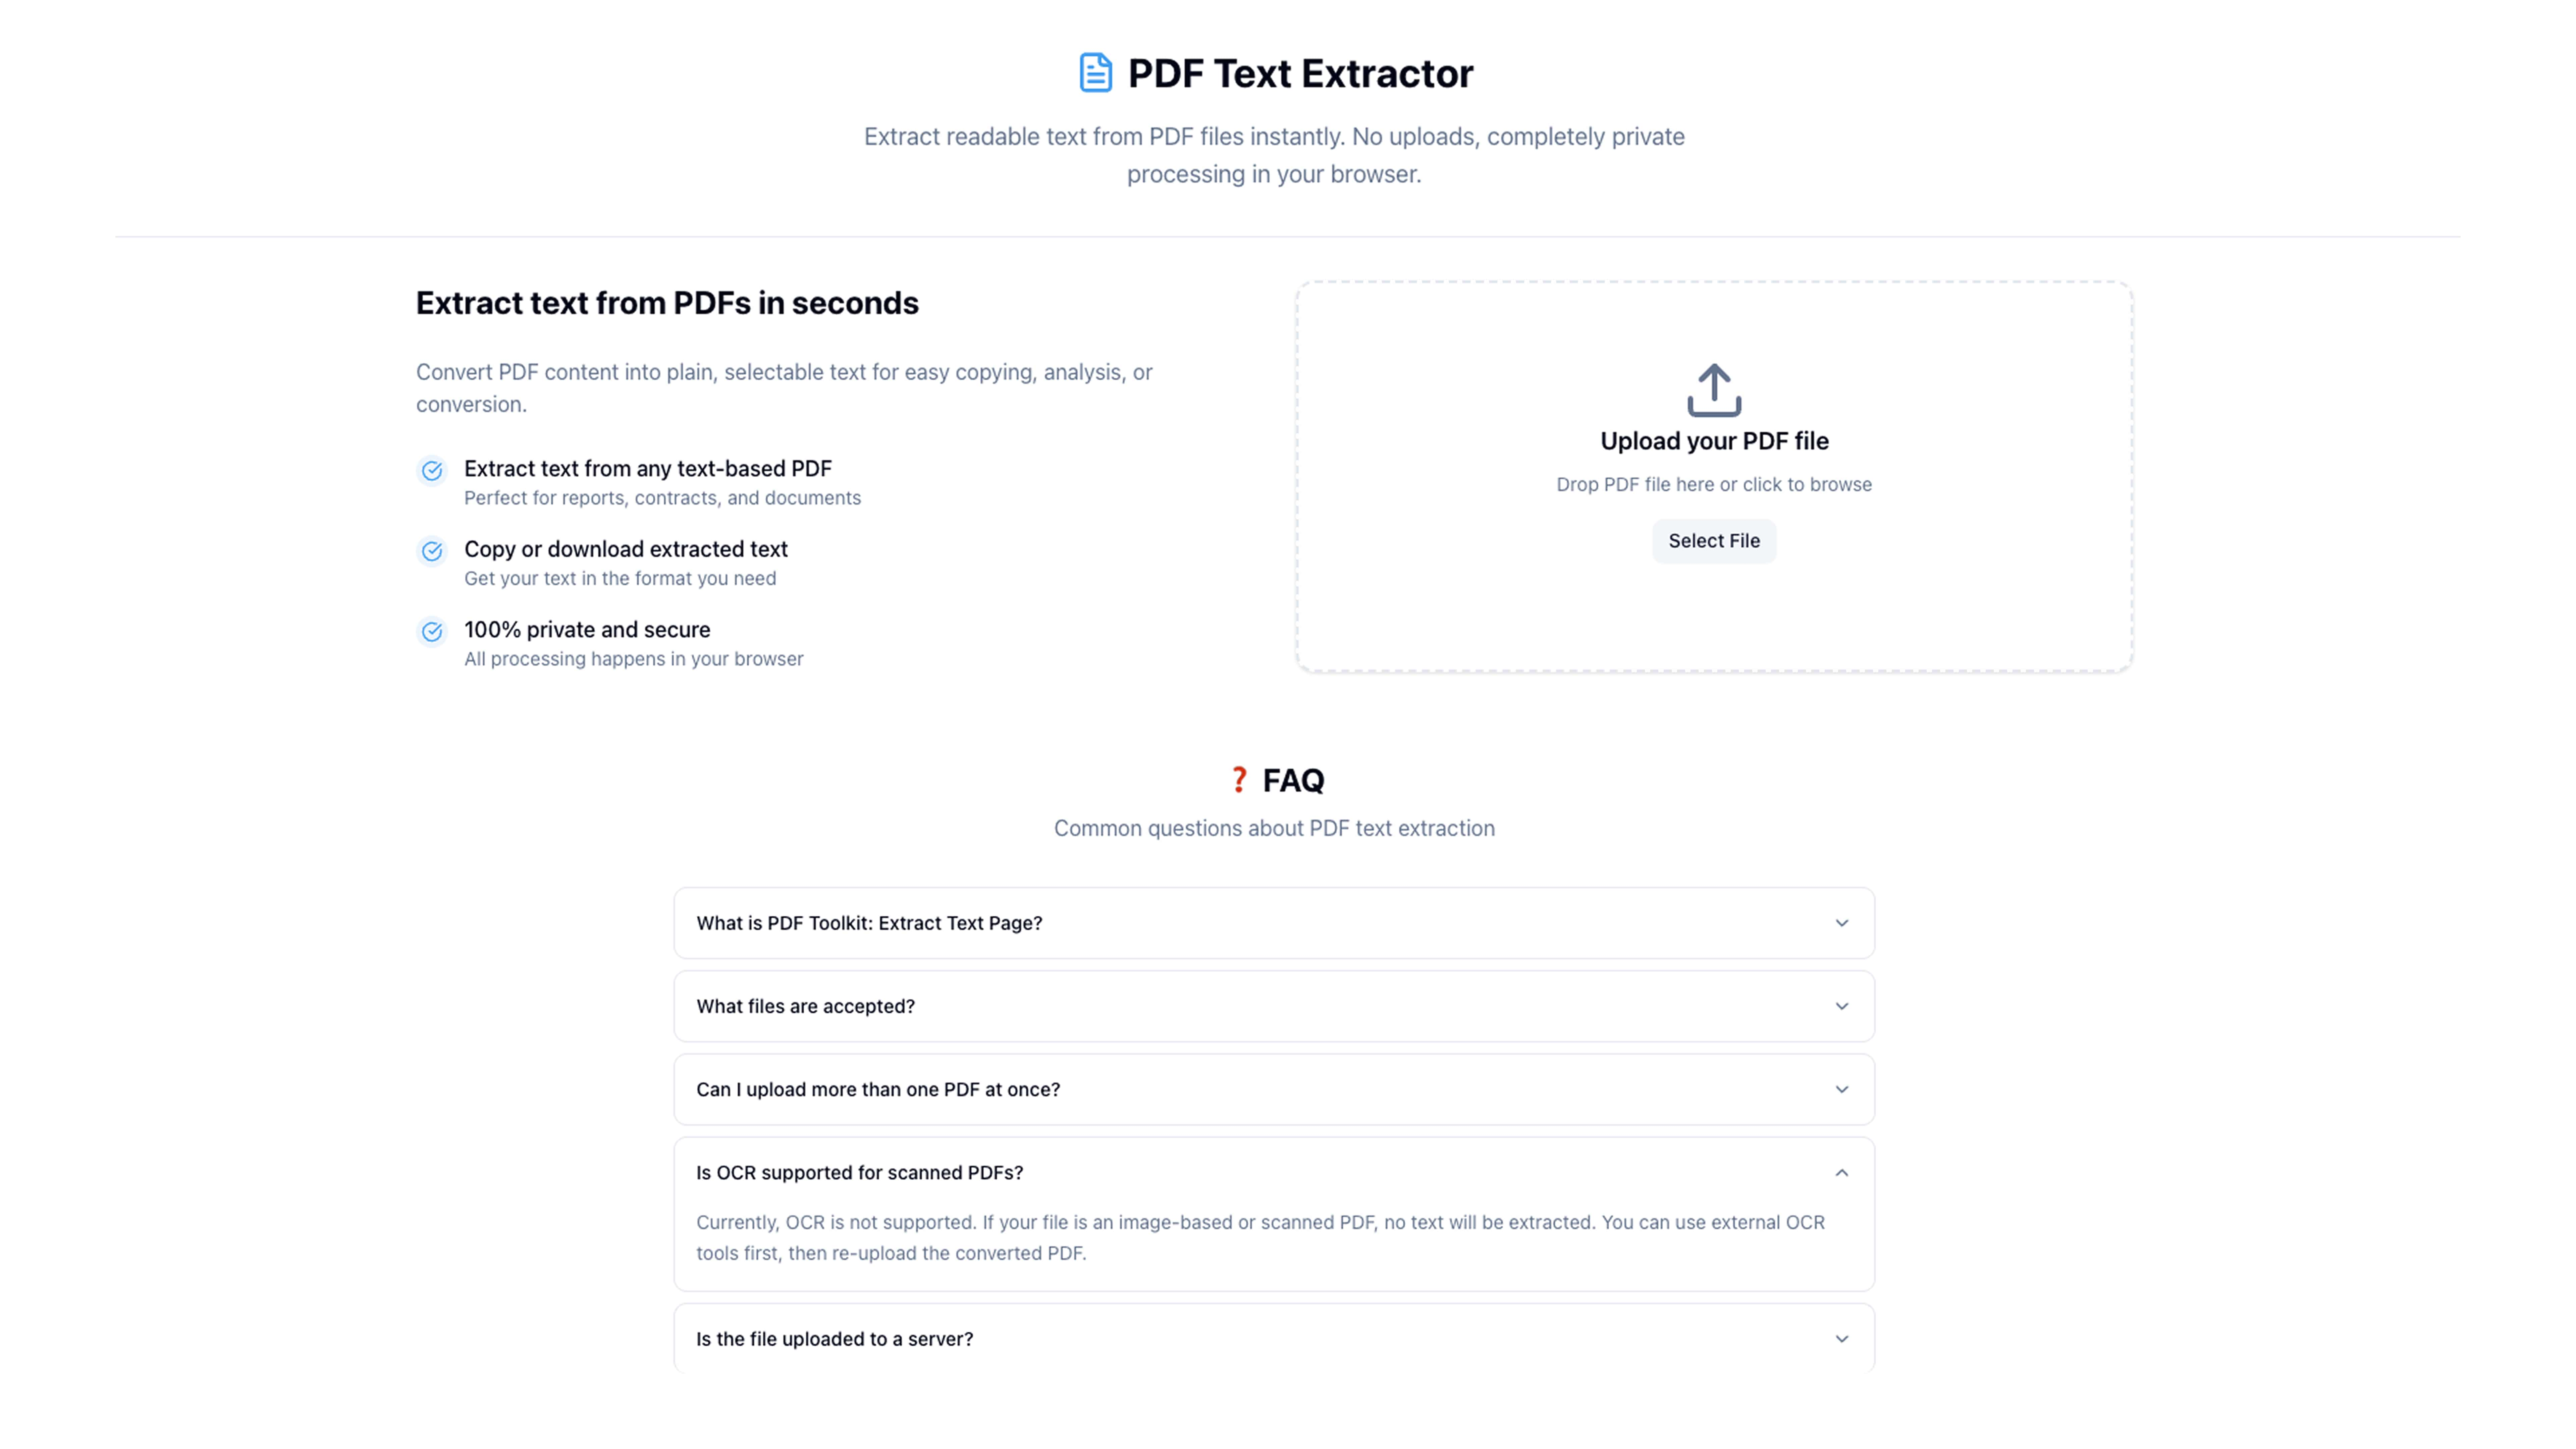 PDF Text Extractor
Extract readable text from PDF files instantly. No uploads, completely private
processing in your browser.
Extract text from PDFs in seconds
Convert PDF content into plain, selectable text for easy copying, analysis, or
conversion.
Extract text from any text-based PDF
Perfect for reports, contracts, and documents
Copy or download extracted text
Get your text in the format you need
100% private and secure
All processing happens in your browser
Upload your PDF file
Drop PDF file here or click to browse
Select File
❓ FAQ
Common questions about PDF text extraction
What is PDF Toolkit: Extract Text Page?
What files are accepted?
Can I upload more than one PDF at once?
Is OCR supported for scanned PDFs?
Currently, OCR is not supported. If your file is an image-based or scanned PDF, no text will be extracted. You can use external OCR
tools first, then re-upload the converted PDF.
Is the file uploaded to a server?